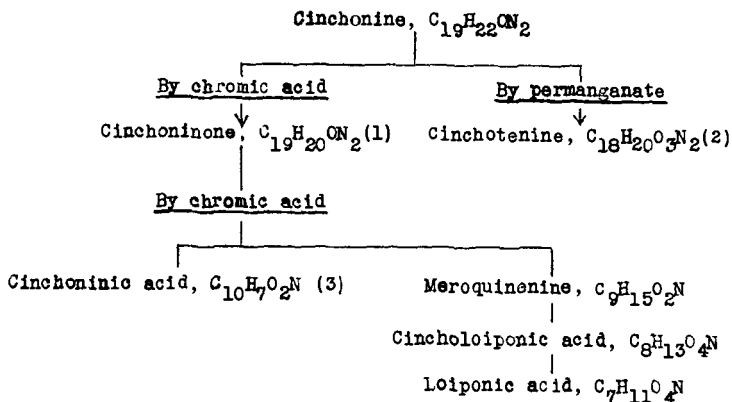 Cinchonine, C19H22ON2
By chromic acid
By permanganate
Cinchoninone, C19H20ON2(1)
Cinchotenine, C18H20O3N2(2)
By chromic acid
Cinchoninic acid, C10H7O2N (3)
Meroquinenine, C9H15O2N
Cincholoiponic acid, C8H13O4N
Loiponic acid, C7H11O4N